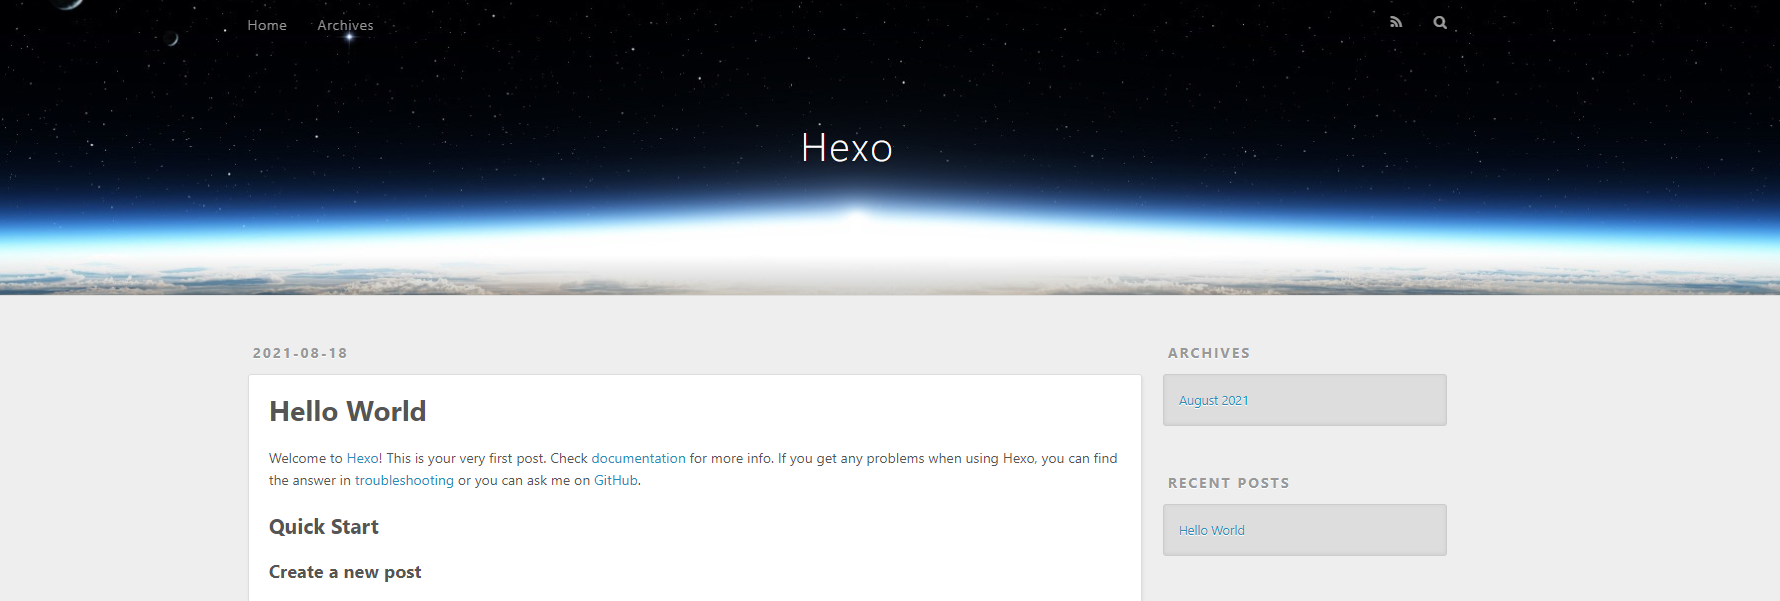 Home Archives
Hexo
2021-08-18
Hello World
Welcome to Hexo! This is your very first post. Check documentation for more info. If you get any problems when using Hexo, you can find
the answer in troubleshooting or you can ask me on GitHub.
Quick Start
Create a new post
ARCHIVES
August 2021
RECENT POSTS
Hello World